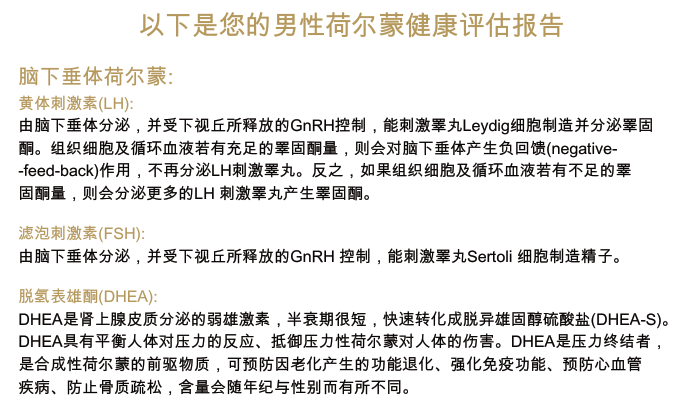 以下是您的男性荷尔蒙健康评估报告
脑下垂体荷尔蒙:
黄体刺激素(LH):
由脑下垂体分泌，并受下视丘所释放的GnRH控制，能刺激睾丸Leydig细胞制造并分泌睾固
酮。组织细胞及循环血液若有充足的睾固酮量，则会对脑下垂体产生负回馈(negative-
-feed-back)作用，不再分泌LH刺激睾丸。反之，如果组织细胞及循环血液若有不足的睾
固酮量，则会分泌更多的LH 刺激睾丸产生睾固酮。
滤泡刺激素(FSH):
由脑下垂体分泌，并受下视丘所释放的GnRH 控制，能刺激睾丸Sertoli 细胞制造精子。
脱氢表雄酮(DHEA):
DHEA是肾上腺皮质分泌的弱雄激素，半衰期很短，快速转化成脱异雄固醇硫酸盐(DHEA-S)。
DHEA具有平衡人体对压力的反应、抵御压力性荷尔蒙对人体的伤害。DHEA是压力终结者，
是合成性荷尔蒙的前驱物质，可预防因老化产生的功能退化、强化免疫功能、预防心血管
疾病、防止骨质疏松，含量会随年纪与性别而有所不同。